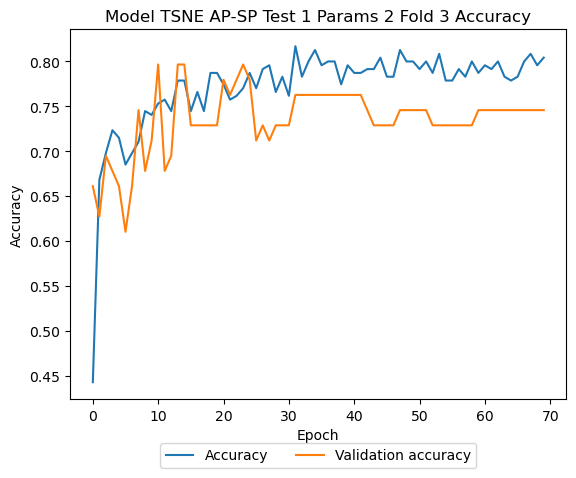 Model TSNE AP-SP Test 1 Params 2 Fold 3 Accuracy
0.80
0.75
0.70
0.65
0.60
0.55
0.50
0.45
Accuracy
0 10 20 30 40 50 60 70
Epoch
Accuracy Validation accuracy